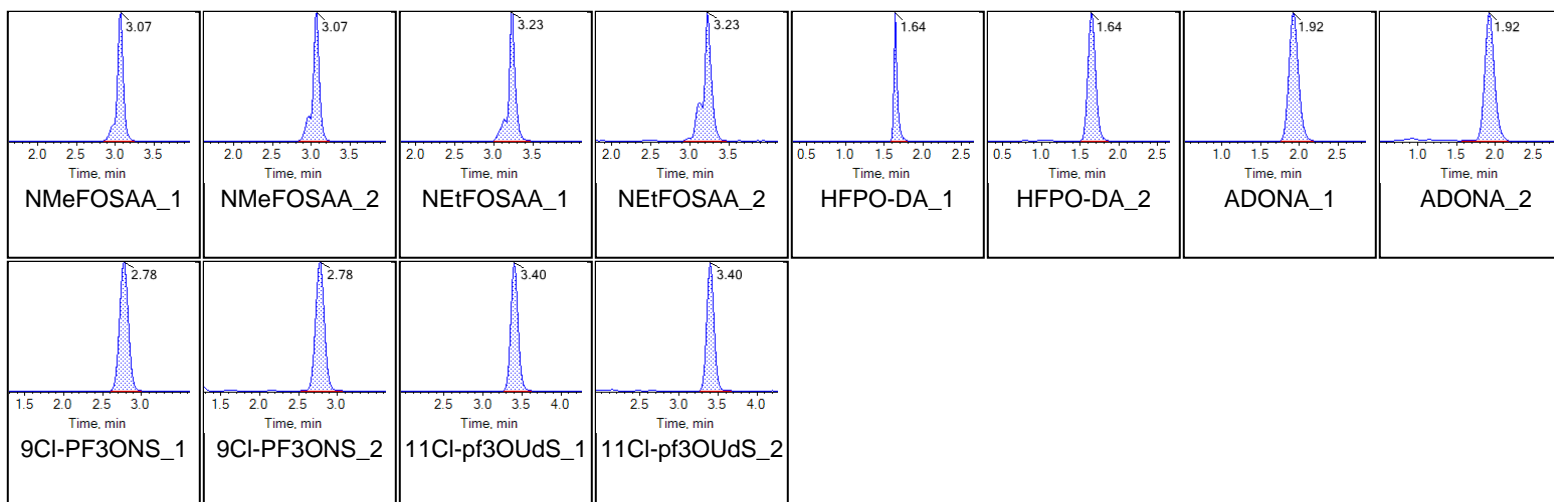 3.07 3.07 3.23 3.23 1.64 1.64 1.92 1.92
2.0 2.5 3.0 3.5 2.0 2.5 3.0 3.5 2.0 2.5 3.0 3.5 2.0 2.5 3.0 3.5 0.5 1.0 1.5 2.0 2.5 0.5 1.0 1.5 2.0 2.5 1.0 1.5 2.0 2.5 1.0 1.5 2.0 2.5
Time, min Time, min Time, min Time, min Time, min Time, min Time, min Time, min
NMeFOSAA_1 NMeFOSAA_2 NEtFOSAA_1 NEtFOSAA_2 HFPO-DA_1 HFPO-DA_2 ADONA_1 ADONA_2
2.78 2.78 3.40 3.40
1.5 2.0 2.5 3.0 1.5 2.0 2.5 3.0 2.5 3.0 3.5 4.0 2.5 3.0 3.5 4.0
Time, min Time, min Time, min Time, min
9Cl-PF3ONS_1 9Cl-PF3ONS_2 11Cl-pf3OUdS_1 11Cl-pf3OUdS_2